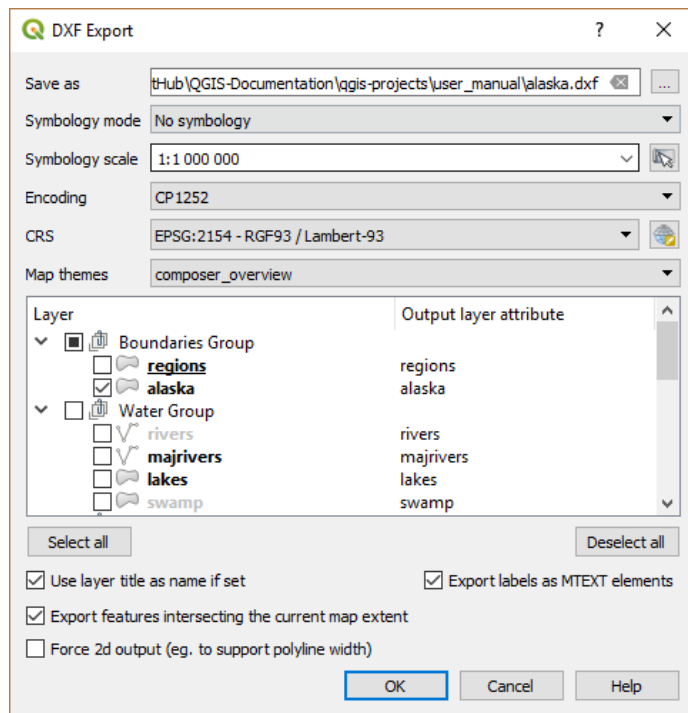 DXF Export
Save as tHub\QGIS-Documentation\qgis-projects\user_manual\alaska.dxf ...
Symbology mode No symbology
Symbology scale 1:1 000 000
Encoding CP1252
CRS EPSG:2154 - RGF93 / Lambert-93
Map themes composer_overview
Layer Output layer attribute
Boundaries Group
regions regions
alaska alaska
Water Group
rivers rivers
majrivers majrivers
lakes lakes
swamp swamp
Select all Deselect all
Use layer title as name if set Export labels as MTEXT elements
Export features intersecting the current map extent
Force 2d output (eg. to support polyline width)
OK Cancel Help